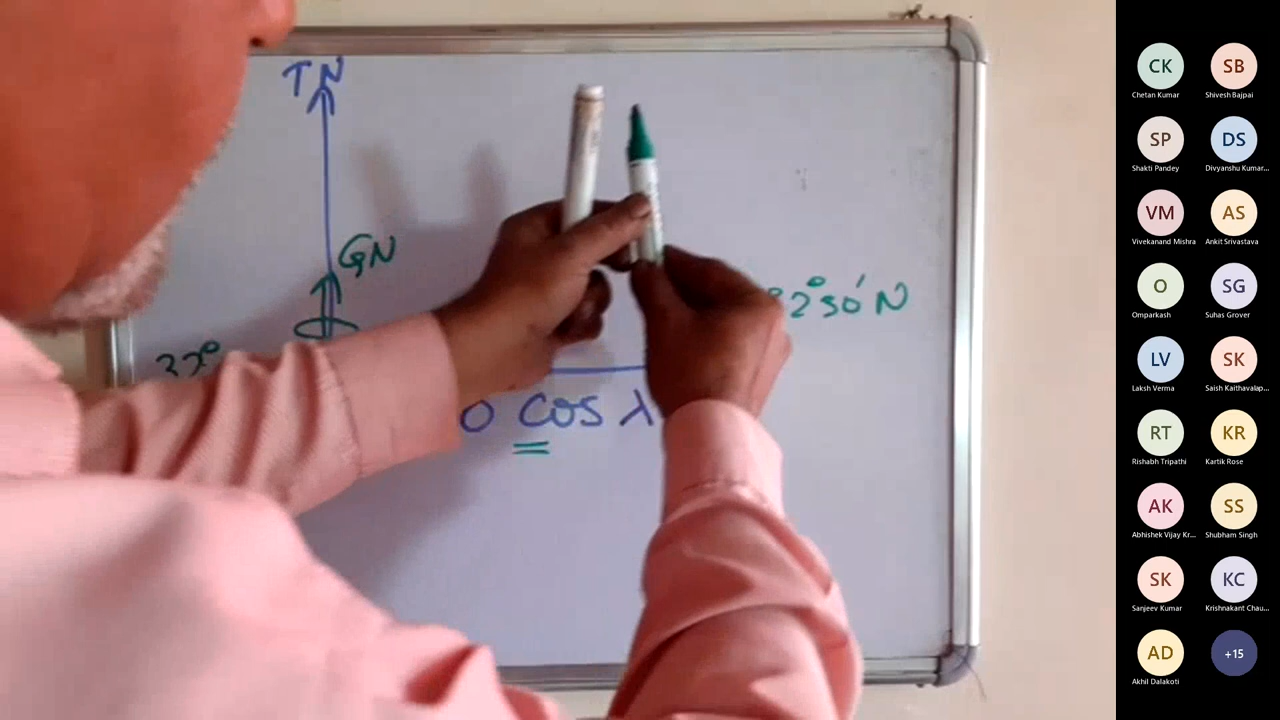 TN
GN
32°50'N
O COS λ
CK
SB
Chetan Kumar
Shivesh Bajpai
SP
DS
Shakti Pandey
Divyanshu Kumar...
VM
AS
Vivekanand Mishra
Ankit Srivastava
O
SG
Omparkash
Suhas Grover
LV
SK
Laksh Verma
Saish Kaithavalap...
RT
KR
Rishabh Tripathi
Kartik Rose
AK
SS
Abhishek Vijay Kr...
Shubham Singh
SK
KC
Sanjeev Kumar
Krishnakant Chau...
AD
+15
Akhil Dalakoti